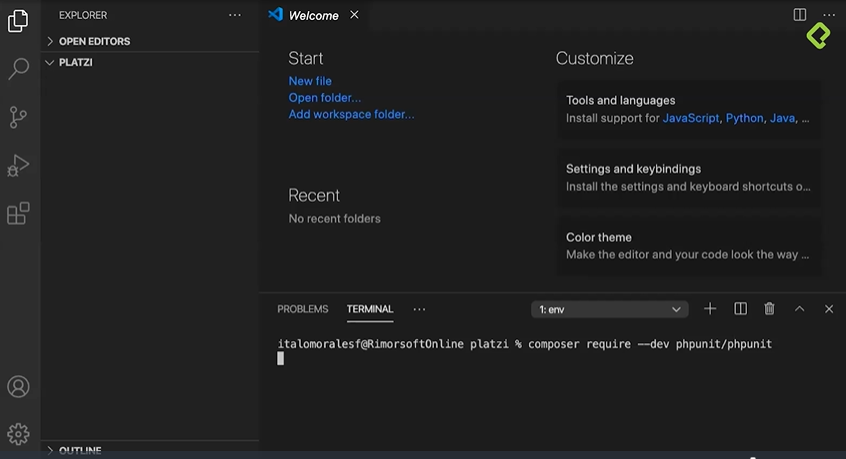 EXPLORER
OPEN EDITORS
PLATZI
OUTLINE
Welcome
Start
New file
Open folder...
Add workspace folder...
Recent
No recent folders
Customize
Tools and languages
Install support for JavaScript, Python, Java, ...
Settings and keybindings
Install the settings and keyboard shortcuts o...
Color theme
Make the editor and your code look the way ...
PROBLEMS TERMINAL ... 1: env
italomoralesf@RimorsoftOnline platzi % composer require --dev phpunit/phpunit